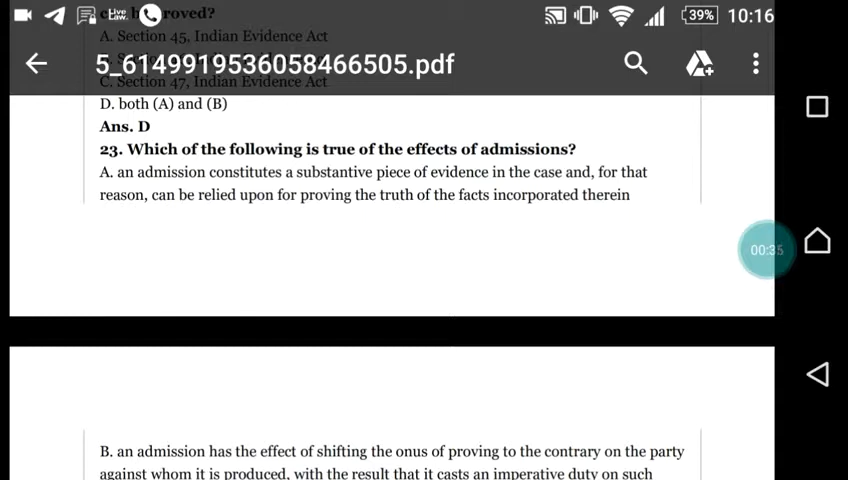 Live Law.
39%
10:16
5_6149919536058466505.pdf
roved?
A. Section 45, Indian Evidence Act
C. Section 47, Indian Evidence Act
D. both (A) and (B)
Ans. D
23. Which of the following is true of the effects of admissions?
A. an admission constitutes a substantive piece of evidence in the case and, for that
reason, can be relied upon for proving the truth of the facts incorporated therein
00:35
B. an admission has the effect of shifting the onus of proving to the contrary on the party
against whom it is produced, with the result that it casts an imperative duty on such